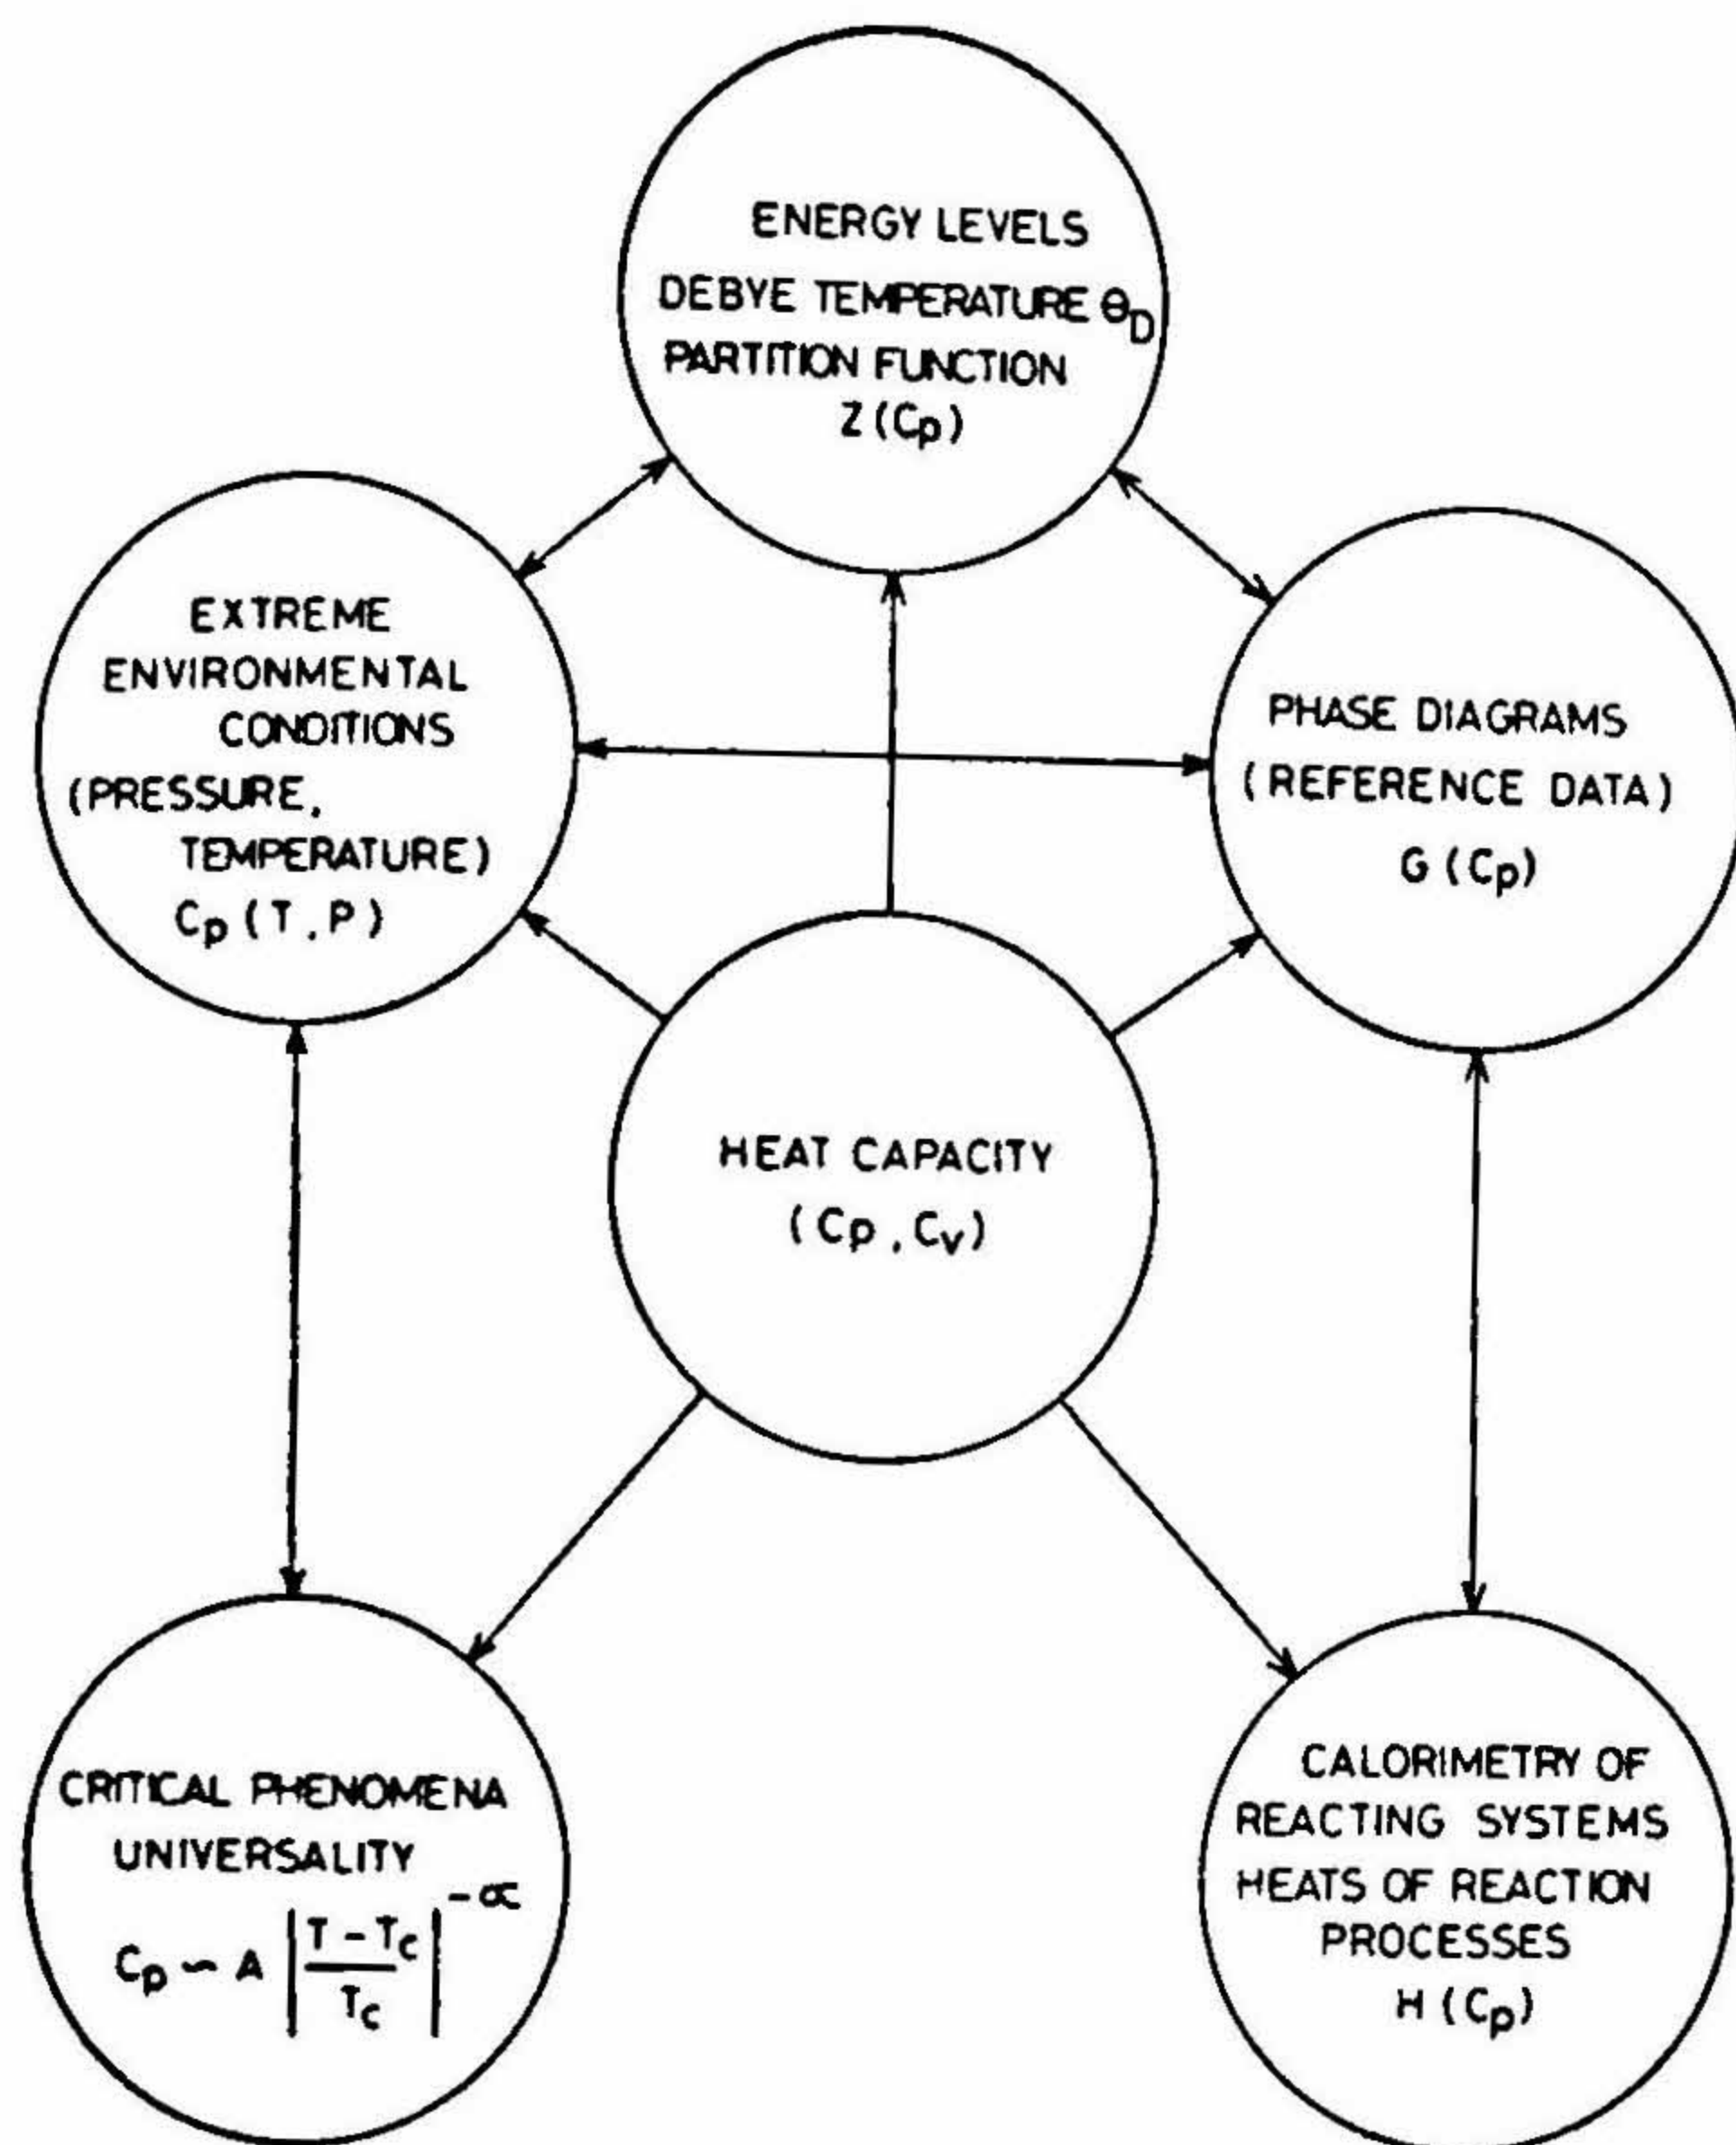 ENERGY LEVELS
DEBYE TEMPERATURE θ_D
PARTITION FUNCTION
Z (Cp)
EXTREME
ENVIRONMENTAL
CONDITIONS
(PRESSURE,
TEMPERATURE)
Cp (T, P)
PHASE DIAGRAMS
(REFERENCE DATA)
G (Cp)
HEAT CAPACITY
(Cp, Cv)
CRITICAL PHENOMENA
UNIVERSALITY
Cp ∼ A |T - Tc / Tc|^-α
CALORIMETRY OF
REACTING SYSTEMS
HEATS OF REACTION
PROCESSES
H (Cp)